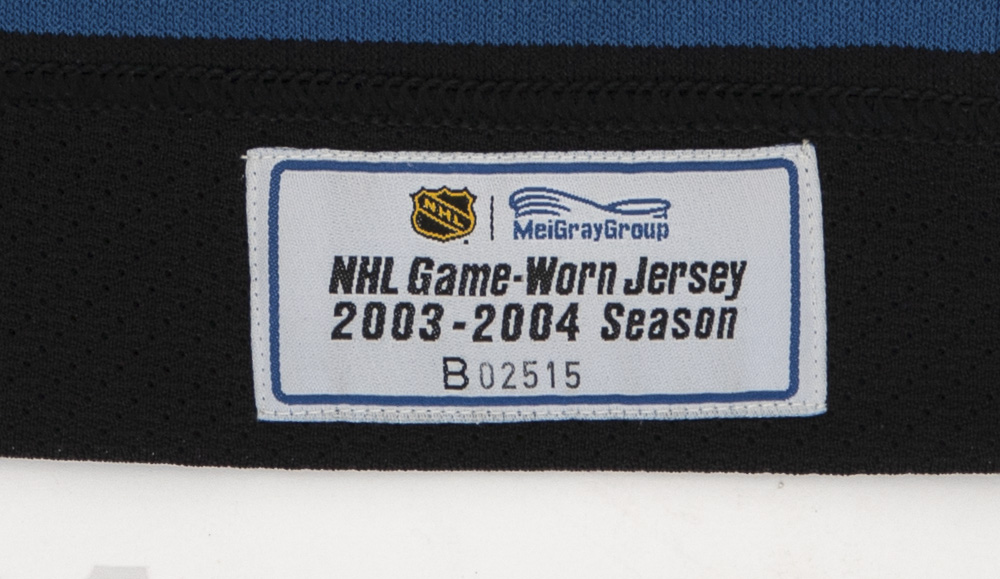 NHL
MeiGrayGroup
NHL Game-Worn Jersey
2003-2004 Season
B02515